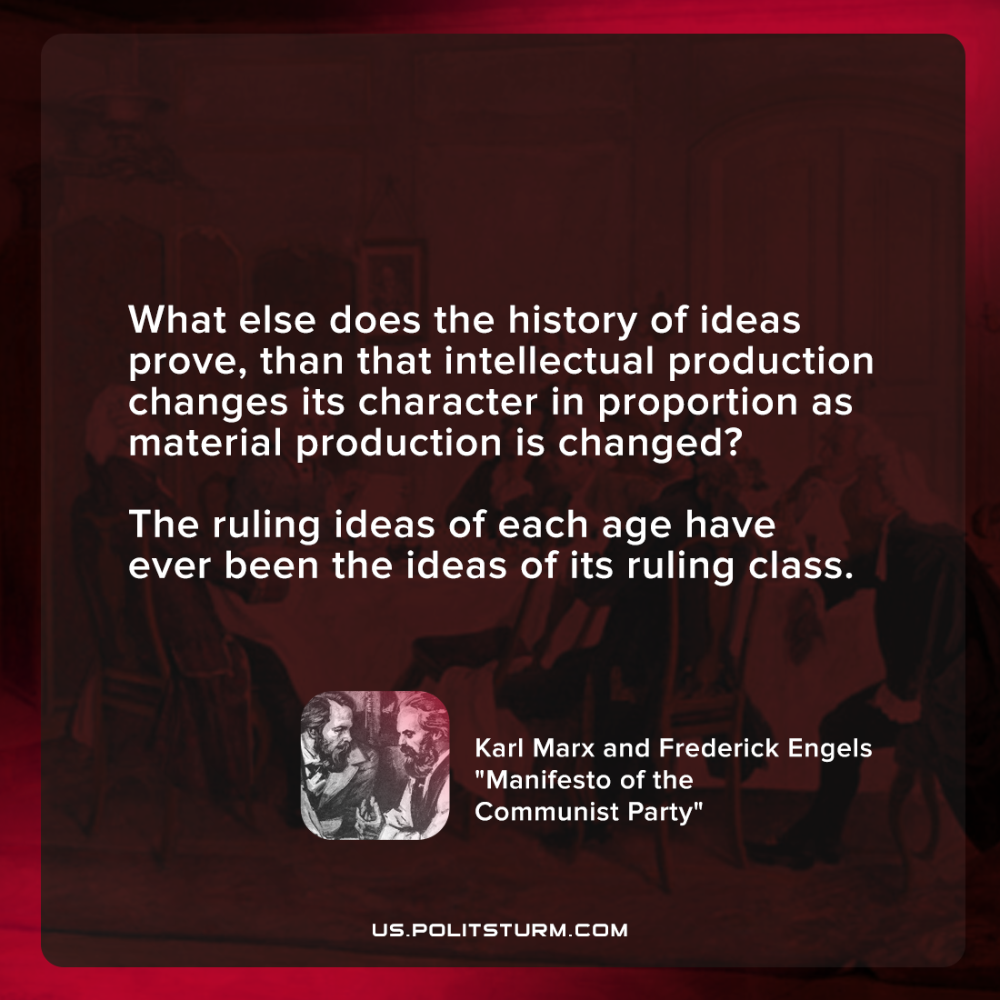 What else does the history of ideas
prove, than that intellectual production
changes its character in proportion as
material production is changed?
The ruling ideas of each age have
ever been the ideas of its ruling class.
Karl Marx and Frederick Engels
"Manifesto of the
Communist Party"
US.POLITSTURM.COM